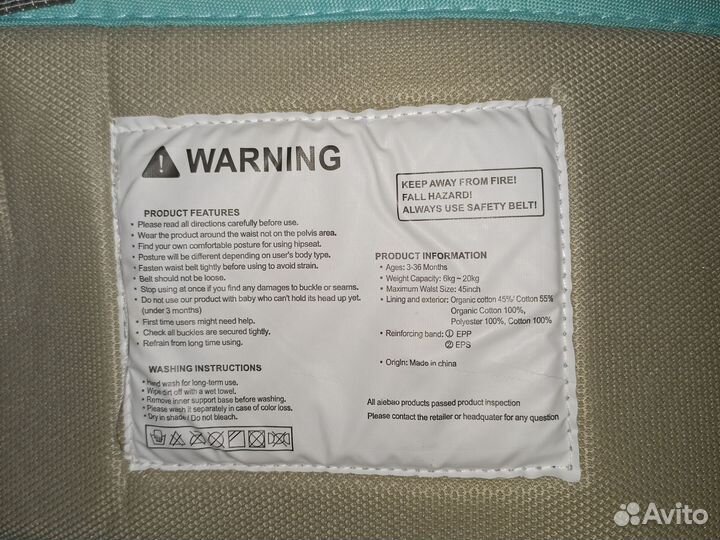 ! WARNING
KEEP AWAY FROM FIRE!
FALL HAZARD!
ALWAYS USE SAFETY BELT!
PRODUCT FEATURES
• Please read all directions carefully before use.
• Wear the product around the waist not on the pelvis area.
• Find your own comfortable posture for using hipseat.
• Posture will be different depending on user's body type.
• Fasten waist belt tightly before using to avoid strain.
• Belt should not be loose.
• Stop using at once if you find any damages to buckle or seams.
• Do not use our product with baby who can't hold its head up yet.
(under 3 months)
• First time users might need help.
• Check all buckles are secured tightly.
• Refrain from long time using.
WASHING INSTRUCTIONS
• Hand wash for long-term use.
• Wipe dirt off with a wet towel.
• Remove inner support base before washing.
• Please wash it separately in case of color loss.
• Dry in shade/ Do not bleach.
PRODUCT INFORMATION
• Ages: 3-36 Months
• Weight Capacity: 6kg~20kg
• Maximum Waist Size: 45inch
• Lining and exterior: Organic cotton 45%/ Cotton 55%
Organic Cotton 100%,
Polyester 100%, Cotton 100%
• Reinforcing band: ① EPP
② EPS
• Origin: Made in china
All aiebao products passed product inspection
Please contact the retailer or headquater for any question
Avito